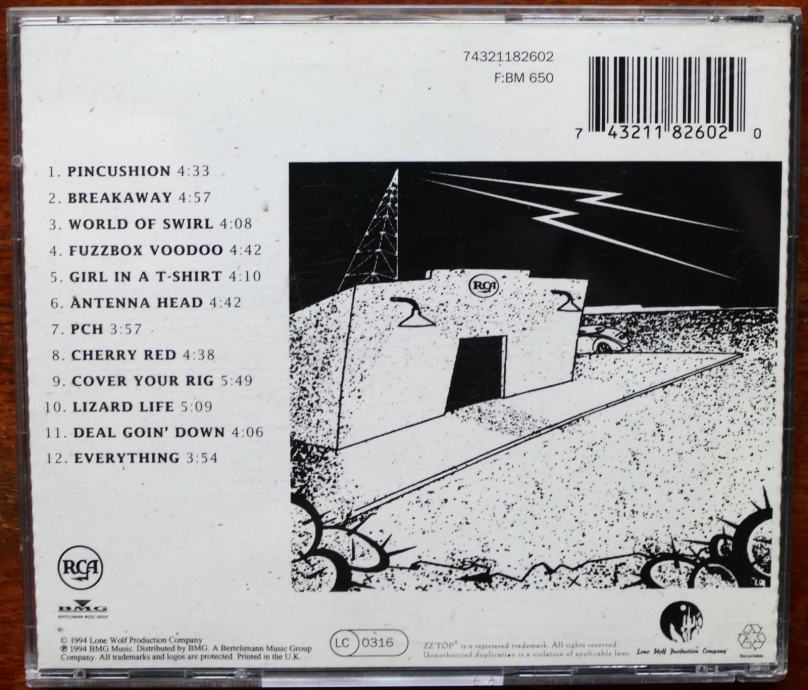 74321182602
F:BM 650
7 43211 82602 0
1. PINCUSHION 4:33
2. BREAKAWAY 4:57
3. WORLD OF SWIRL 4:08
4. FUZZBOX VOODOO 4:42
5. GIRL IN A T-SHIRT 4:10
6. ANTENNA HEAD 4:42
7. PCH 3:57
8. CHERRY RED 4:38
9. COVER YOUR RIG 5:49
10. LIZARD LIFE 5:09
11. DEAL GOIN' DOWN 4:06
12. EVERYTHING 3:54
RCA
RCA
BMG
BERTELSMANN MUSIC GROUP
© 1994 Lone Wolf Production Company
℗ 1994 BMG Music. Distributed by BMG. A Bertelsmann Music Group
Company. All trademarks and logos are protected. Printed in the U.K.
LC 0316
ZZ TOP® is a registered trademark. All rights reserved.
Unauthorized duplication is a violation of applicable laws.
Lone Wolf Production Company
Recyclable